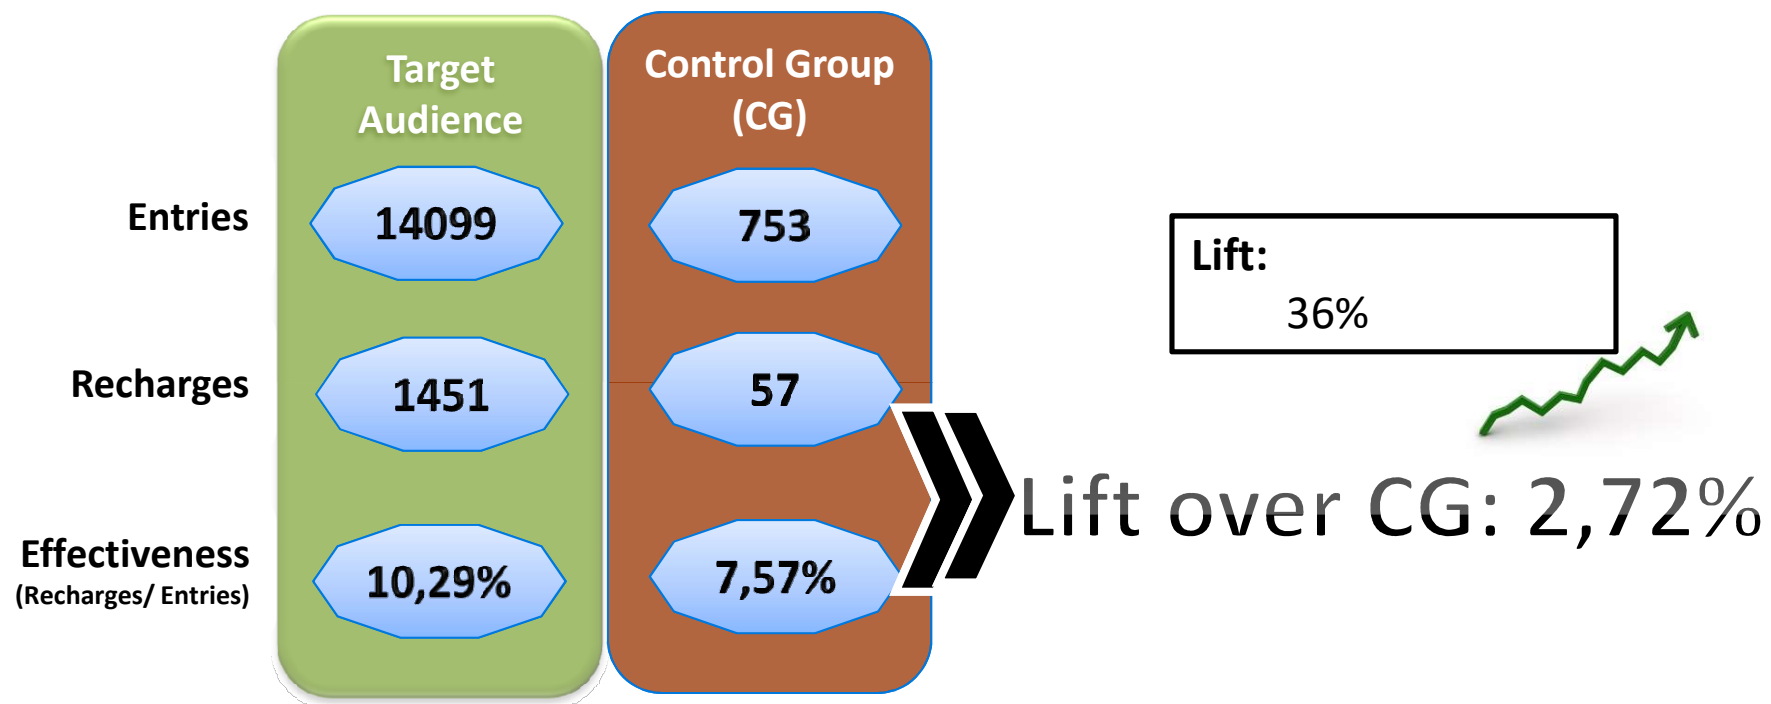 Target
Audience
Control Group
(CG)
Entries
14099
753
Lift:
36%
Recharges
1451
57
Lift over CG: 2,72%
Effectiveness
(Recharges/ Entries)
10,29%
7,57%